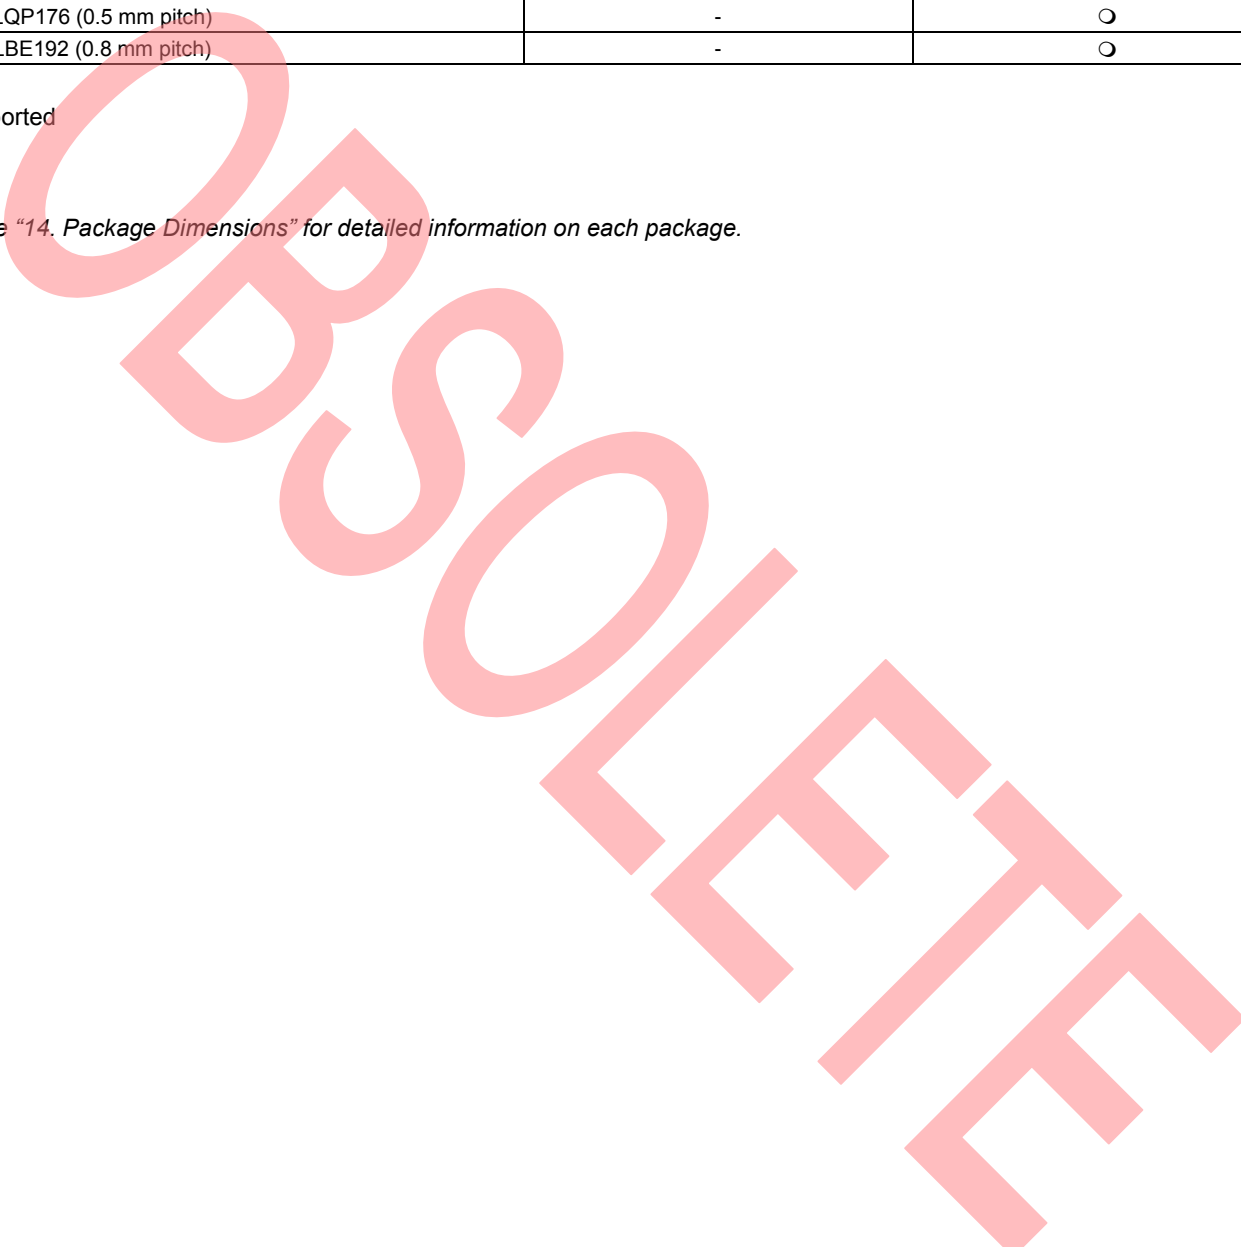 LQP176 (0.5 mm pitch) - ❍
LBE192 (0.8 mm pitch) - ❍
orted
e “14. Package Dimensions” for detailed information on each package.
OBSOLETE